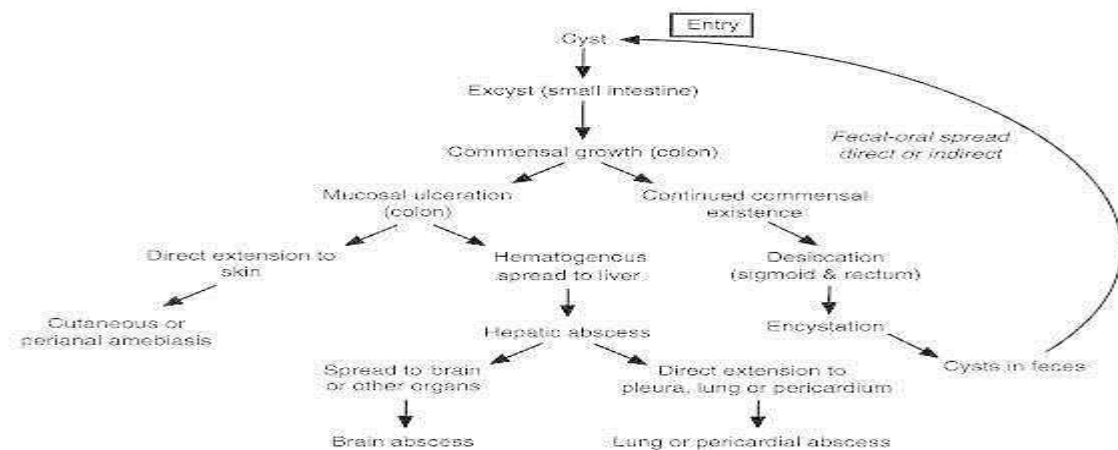 Entry
Cyst
Excyst (small intestine)
Fecal-oral spread
direct or indirect
Commensal growth (colon)
Mucosal ulceration
(colon)
Continued commensal
existence
Direct extension to
skin
Hematogenous
spread to liver
Desiccation
(sigmoid & rectum)
Cutaneous or
perianal amebiasis
Hepatic abscess
Encystation
Spread to brain
or other organs
Direct extension to
pleura, lung or pericardium
Cysts in feces
Brain abscess
Lung or pericardial abscess